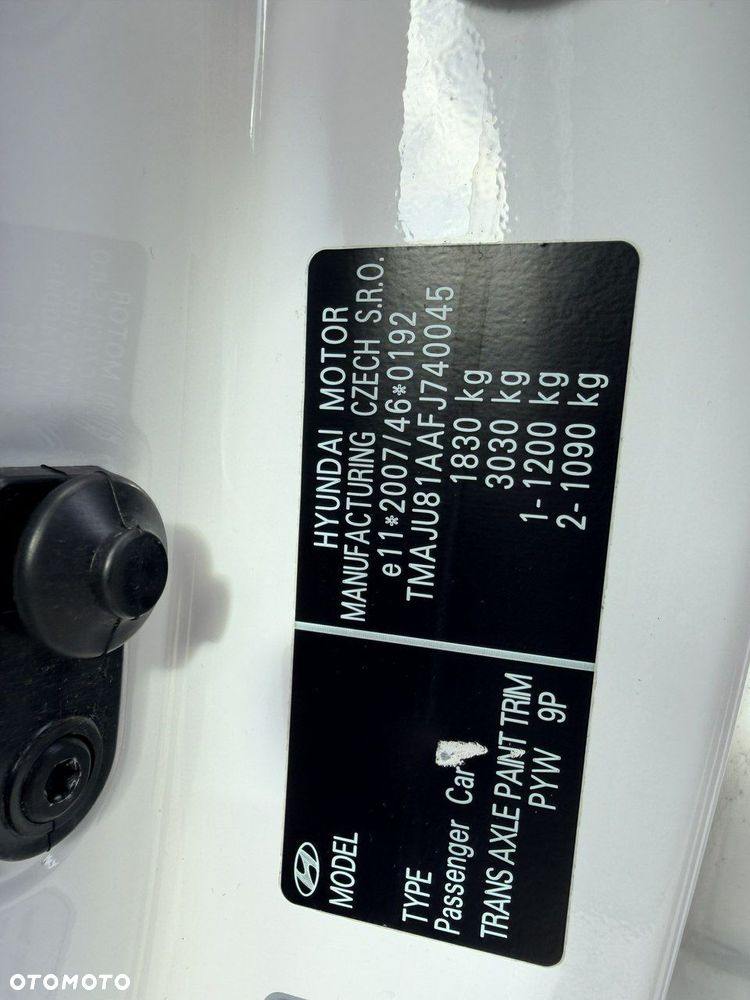 HYUNDAI MOTOR
MANUFACTURING CZECH S.R.O.
e11*2007/46*0192
TMAJU81AAFJ740045
1830 kg
3030 kg
1- 1200 kg
2- 1090 kg
MODEL
TYPE
Passenger Car
TRANS AXLE PAINT TRIM
PYW 9P
OTOMOTO